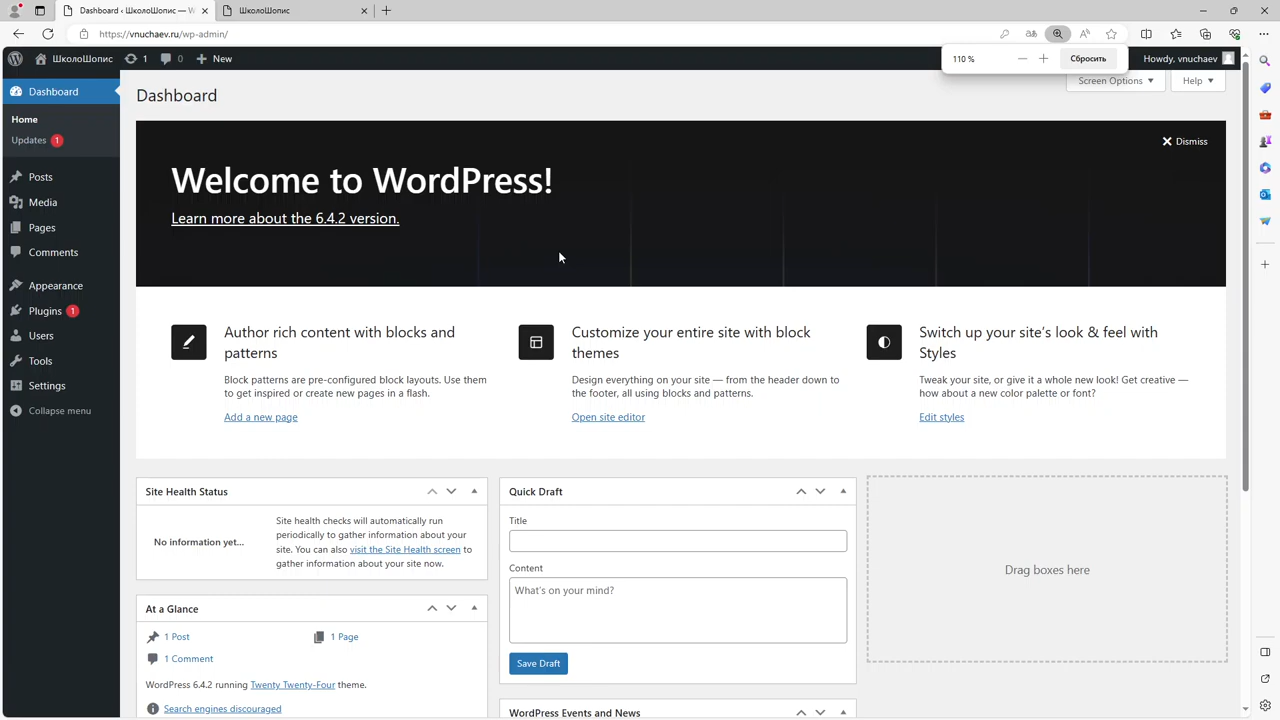 Dashboard ‹ ШколоШопис — W
ШколоШопис
https://vnuchaev.ru/wp-admin/
110 %
Сбросить
ШколоШопис
1
0
New
Howdy, vnuchaev
Screen Options
Help
Dashboard
Home
Updates 1
Posts
Media
Pages
Comments
Appearance
Plugins 1
Users
Tools
Settings
Collapse menu
Dashboard
Dismiss
Welcome to WordPress!
Learn more about the 6.4.2 version.
Author rich content with blocks and
patterns
Block patterns are pre-configured block layouts. Use them
to get inspired or create new pages in a flash.
Add a new page
Customize your entire site with block
themes
Design everything on your site — from the header down to
the footer, all using blocks and patterns.
Open site editor
Switch up your site’s look & feel with
Styles
Tweak your site, or give it a whole new look! Get creative —
how about a new color palette or font?
Edit styles
Site Health Status
No information yet...
Site health checks will automatically run
periodically to gather information about your
site. You can also visit the Site Health screen to
gather information about your site now.
At a Glance
1 Post
1 Page
1 Comment
WordPress 6.4.2 running Twenty Twenty-Four theme.
Search engines discouraged
Quick Draft
Title
Content
What’s on your mind?
Save Draft
WordPress Events and News
Drag boxes here